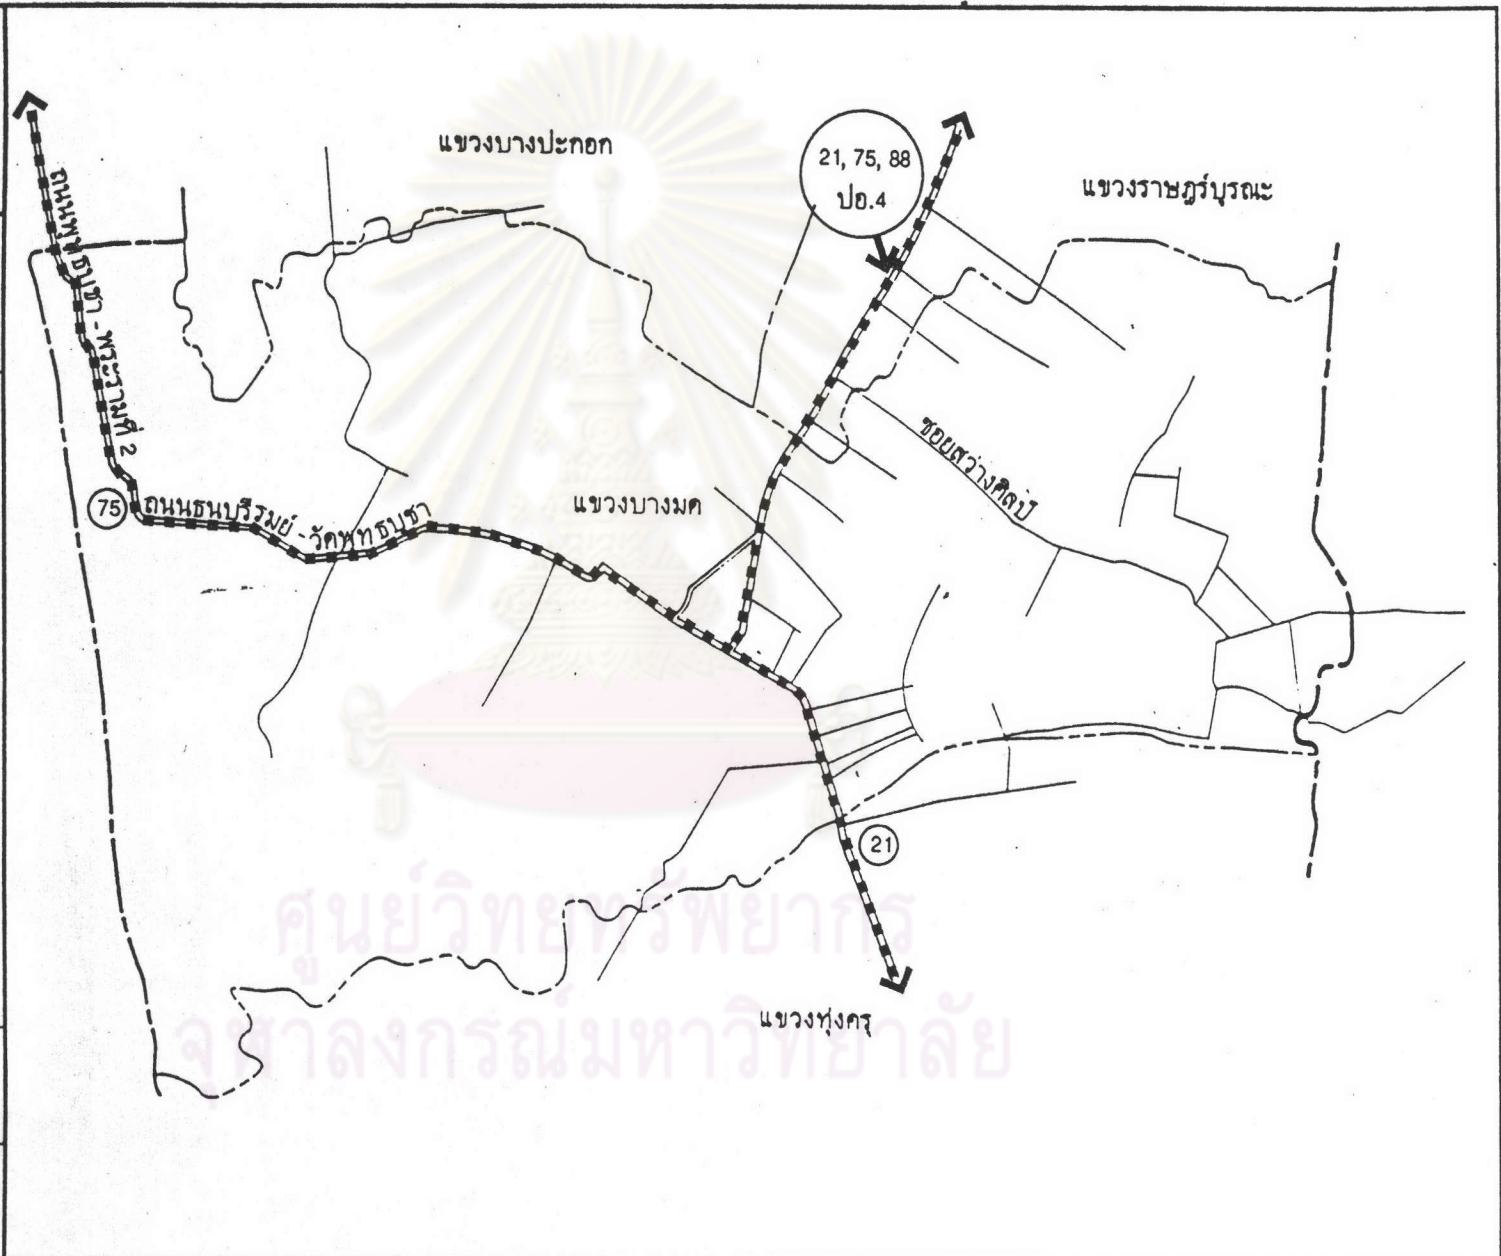 แขวงบางปะกอก
21, 75, 88
ปอ.4
แขวงราษฎร์บูรณะ
ถนนพุทธบูชา - พระรามที่ 2
ซอยสว่างศิลป์
75
ถนนธนบุรีรมย์ - วัดพุทธบูชา
แขวงบางมด
21
ศูนย์วิทยทรัพยากร
แขวงทุ่งครุ
จุฬาลงกรณ์มหาวิทยาลัย